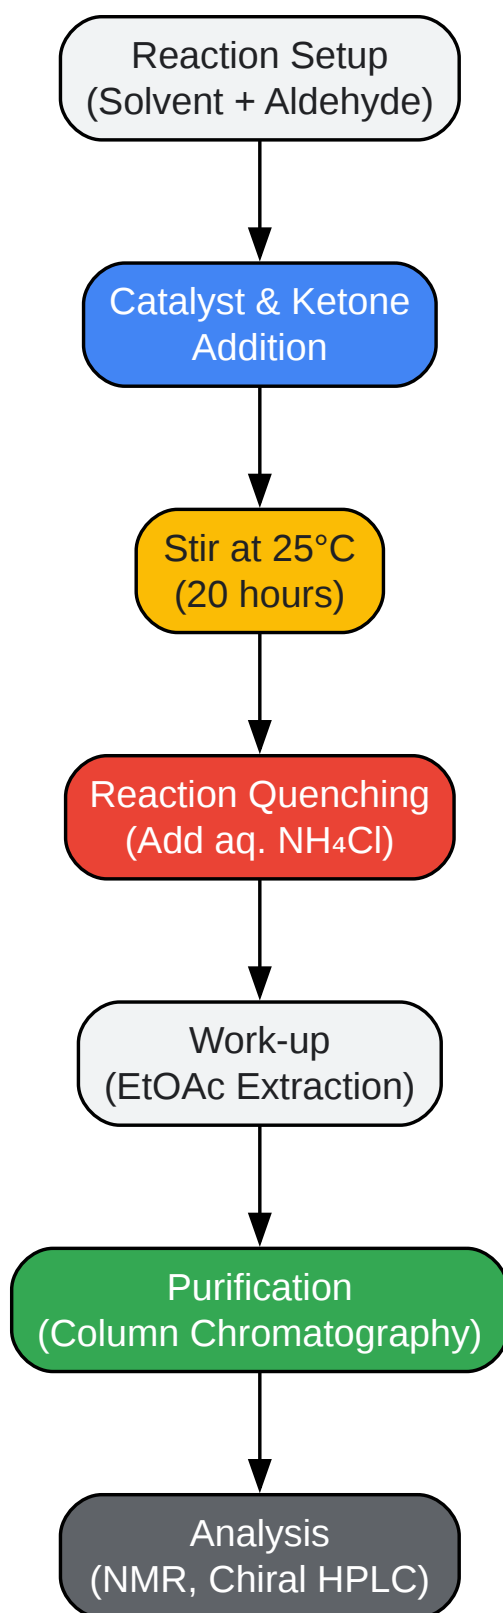 Reaction Setup
(Solvent + Aldehyde)
Catalyst & Ketone
Addition
Stir at 25°C
(20 hours)
Reaction Quenching
(Add aq. NH₄Cl)
Work-up
(EtOAc Extraction)
Purification
(Column Chromatography)
Analysis
(NMR, Chiral HPLC)